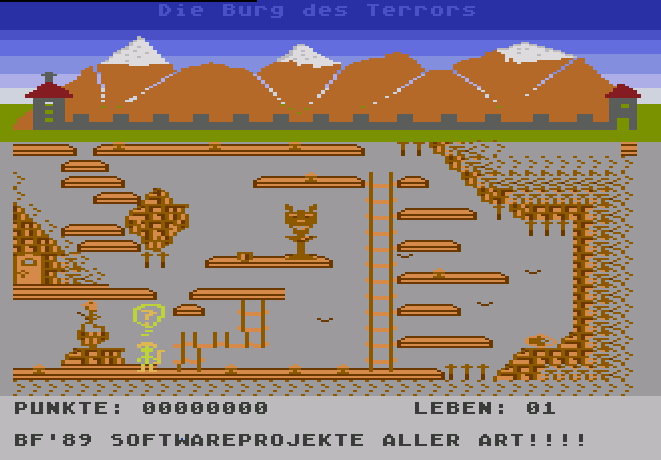 Die Burg des Terrors
PUNKTE: 00000000 LEBEN: 01
BF'89 SOFTWAREPROJEKTE ALLER ART!!!!